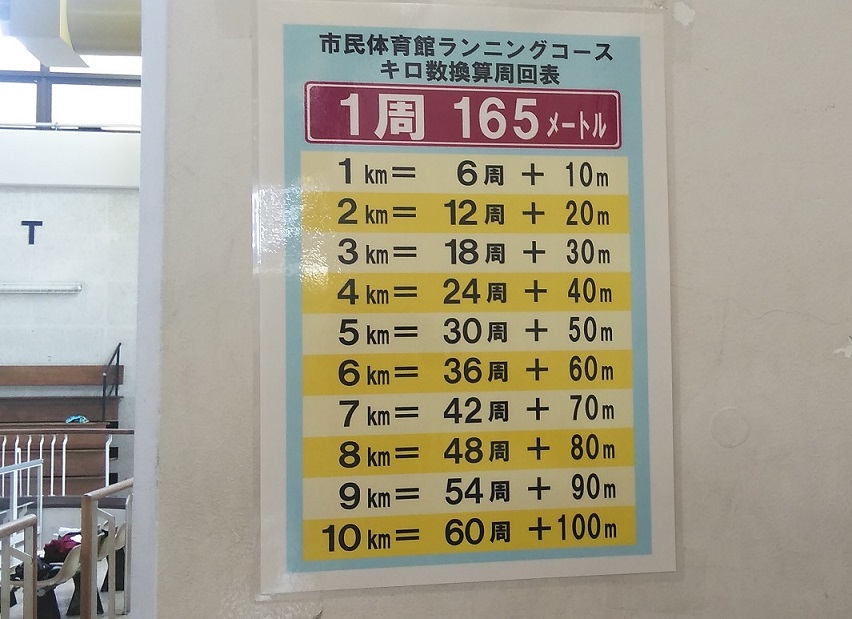 T
市民体育館ランニングコース
キロ数換算周回表
1周 165メートル
1km= 6周 + 10m
2km= 12周 + 20m
3km= 18周 + 30m
4km= 24周 + 40m
5km= 30周 + 50m
6km= 36周 + 60m
7km= 42周 + 70m
8km= 48周 + 80m
9km= 54周 + 90m
10km= 60周 +100m